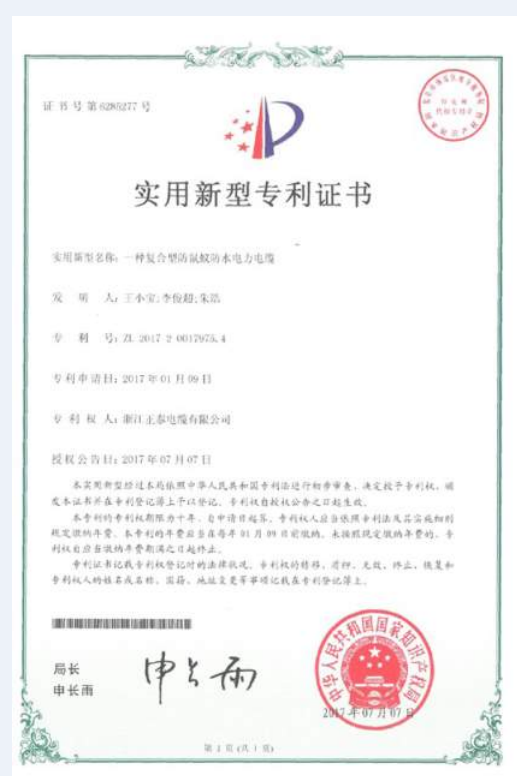 证书号第6285277号
实用新型专利证书
实用新型名称：一种复合型防鼠蚁防水电力电缆
发 明 人：王小宝;李俊超;朱浩
专 利 号：ZL 2017 2 0017975.4
专利申请日：2017年01月09日
专 利 权 人：浙江正泰电缆有限公司
授权公告日：2017年07月07日
本实用新型经过本局依照中华人民共和国专利法进行初步审查，决定授予专利权，颁
发本证书并在专利登记簿上予以登记。专利权自授权公告之日起生效。
本专利的专利权期限为十年，自申请日起算。专利权人应当依照专利法及其实施细则
规定缴纳年费。本专利的年费应当在每年01月09日前缴纳。未按照规定缴纳年费的，专
利权自应当缴纳年费期满之日起终止。
专利证书记载专利权登记时的法律状况。专利权的转移、质押、无效、终止、恢复和
专利权人的姓名或名称、国籍、地址变更等事项记载在专利登记簿上。
局长
申长雨
申长雨
中华人民共和国国家知识产权局
2017年07月07日
第1页(共1页)